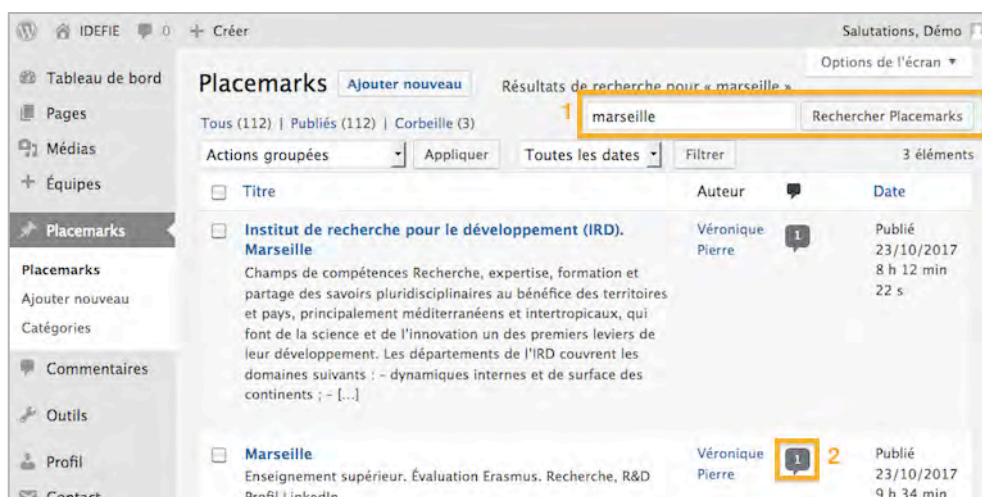 IDEFIE 0 + Créer Salutations, Démo
Options de l'écran ▼
Tableau de bord
Pages
Médias
Équipes
Placemarks
Placemarks
Ajouter nouveau
Catégories
Commentaires
Outils
Profil
Contact
Placemarks Ajouter nouveau Résultats de recherche pour « marseille »
1 marseille Rechercher Placemarks
Tous (112) | Publiés (112) | Corbeille (3)
Actions groupées Appliquer Toutes les dates Filtrer 3 éléments
Titre Auteur Date
Institut de recherche pour le développement (IRD).
Marseille
Champs de compétences Recherche, expertise, formation et
partage des savoirs pluridisciplinaires au bénéfice des territoires
et pays, principalement méditerranéens et intertropicaux, qui
font de la science et de l'innovation un des premiers leviers de
leur développement. Les départements de l'IRD couvrent les
domaines suivants : – dynamiques internes et de surface des
continents ; – [...]
Véronique
Pierre
1
Publié
23/10/2017
8 h 12 min
22 s
Marseille
Enseignement supérieur. Évaluation Erasmus. Recherche, R&D
Profil LinkedIn
Véronique
Pierre
1 2
Publié
23/10/2017
9 h 34 min